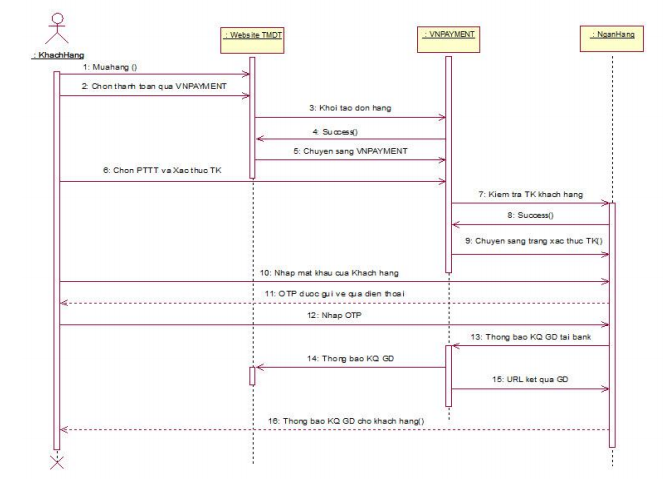 : KhachHang
: Website TMDT
: VNPAYMENT
: NganHang
1: Muahang ()
2: Chon thanh toan qua VNPAYMENT
3: Khoi tao don hang
4: Success()
5: Chuyen sang VNPAYMENT
6: Chon PTTT va Xac thuc TK
7: Kiem tra TK khach hang
8: Success()
9: Chuyen sang trang xac thuc TK()
10: Nhap mat khau cua Khach hang
11: OTP duoc gui ve qua dien thoai
12: Nhap OTP
13: Thong bao KQ GD tai bank
14: Thong bao KQ GD
15: URL ket qua GD
16: Thong bao KQ GD cho khach hang()